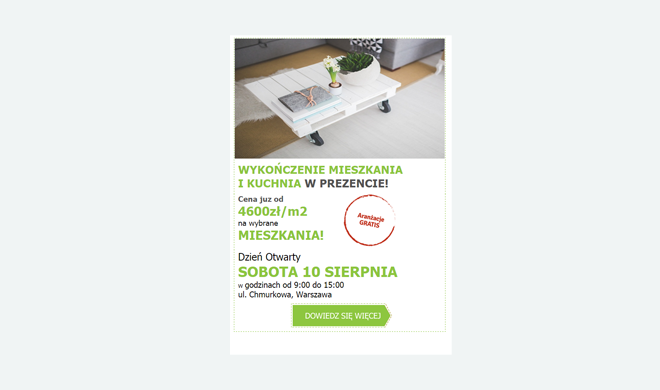 WYKOŃCZENIE MIESZKANIA
I KUCHNIA W PREZENCIE!
Cena juz od
4600zł/m2
na wybrane
MIESZKANIA!
Aranżacje
GRATIS
Dzień Otwarty
SOBOTA 10 SIERPNIA
w godzinach od 9:00 do 15:00
ul. Chmurkowa, Warszawa
DOWIEDZ SIĘ WIĘCEJ